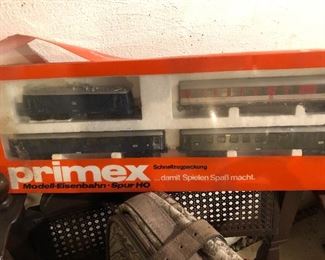 primex
Schnellzugpackung
Modell-Eisenbahn · Spur HO
...damit Spielen Spaß macht.